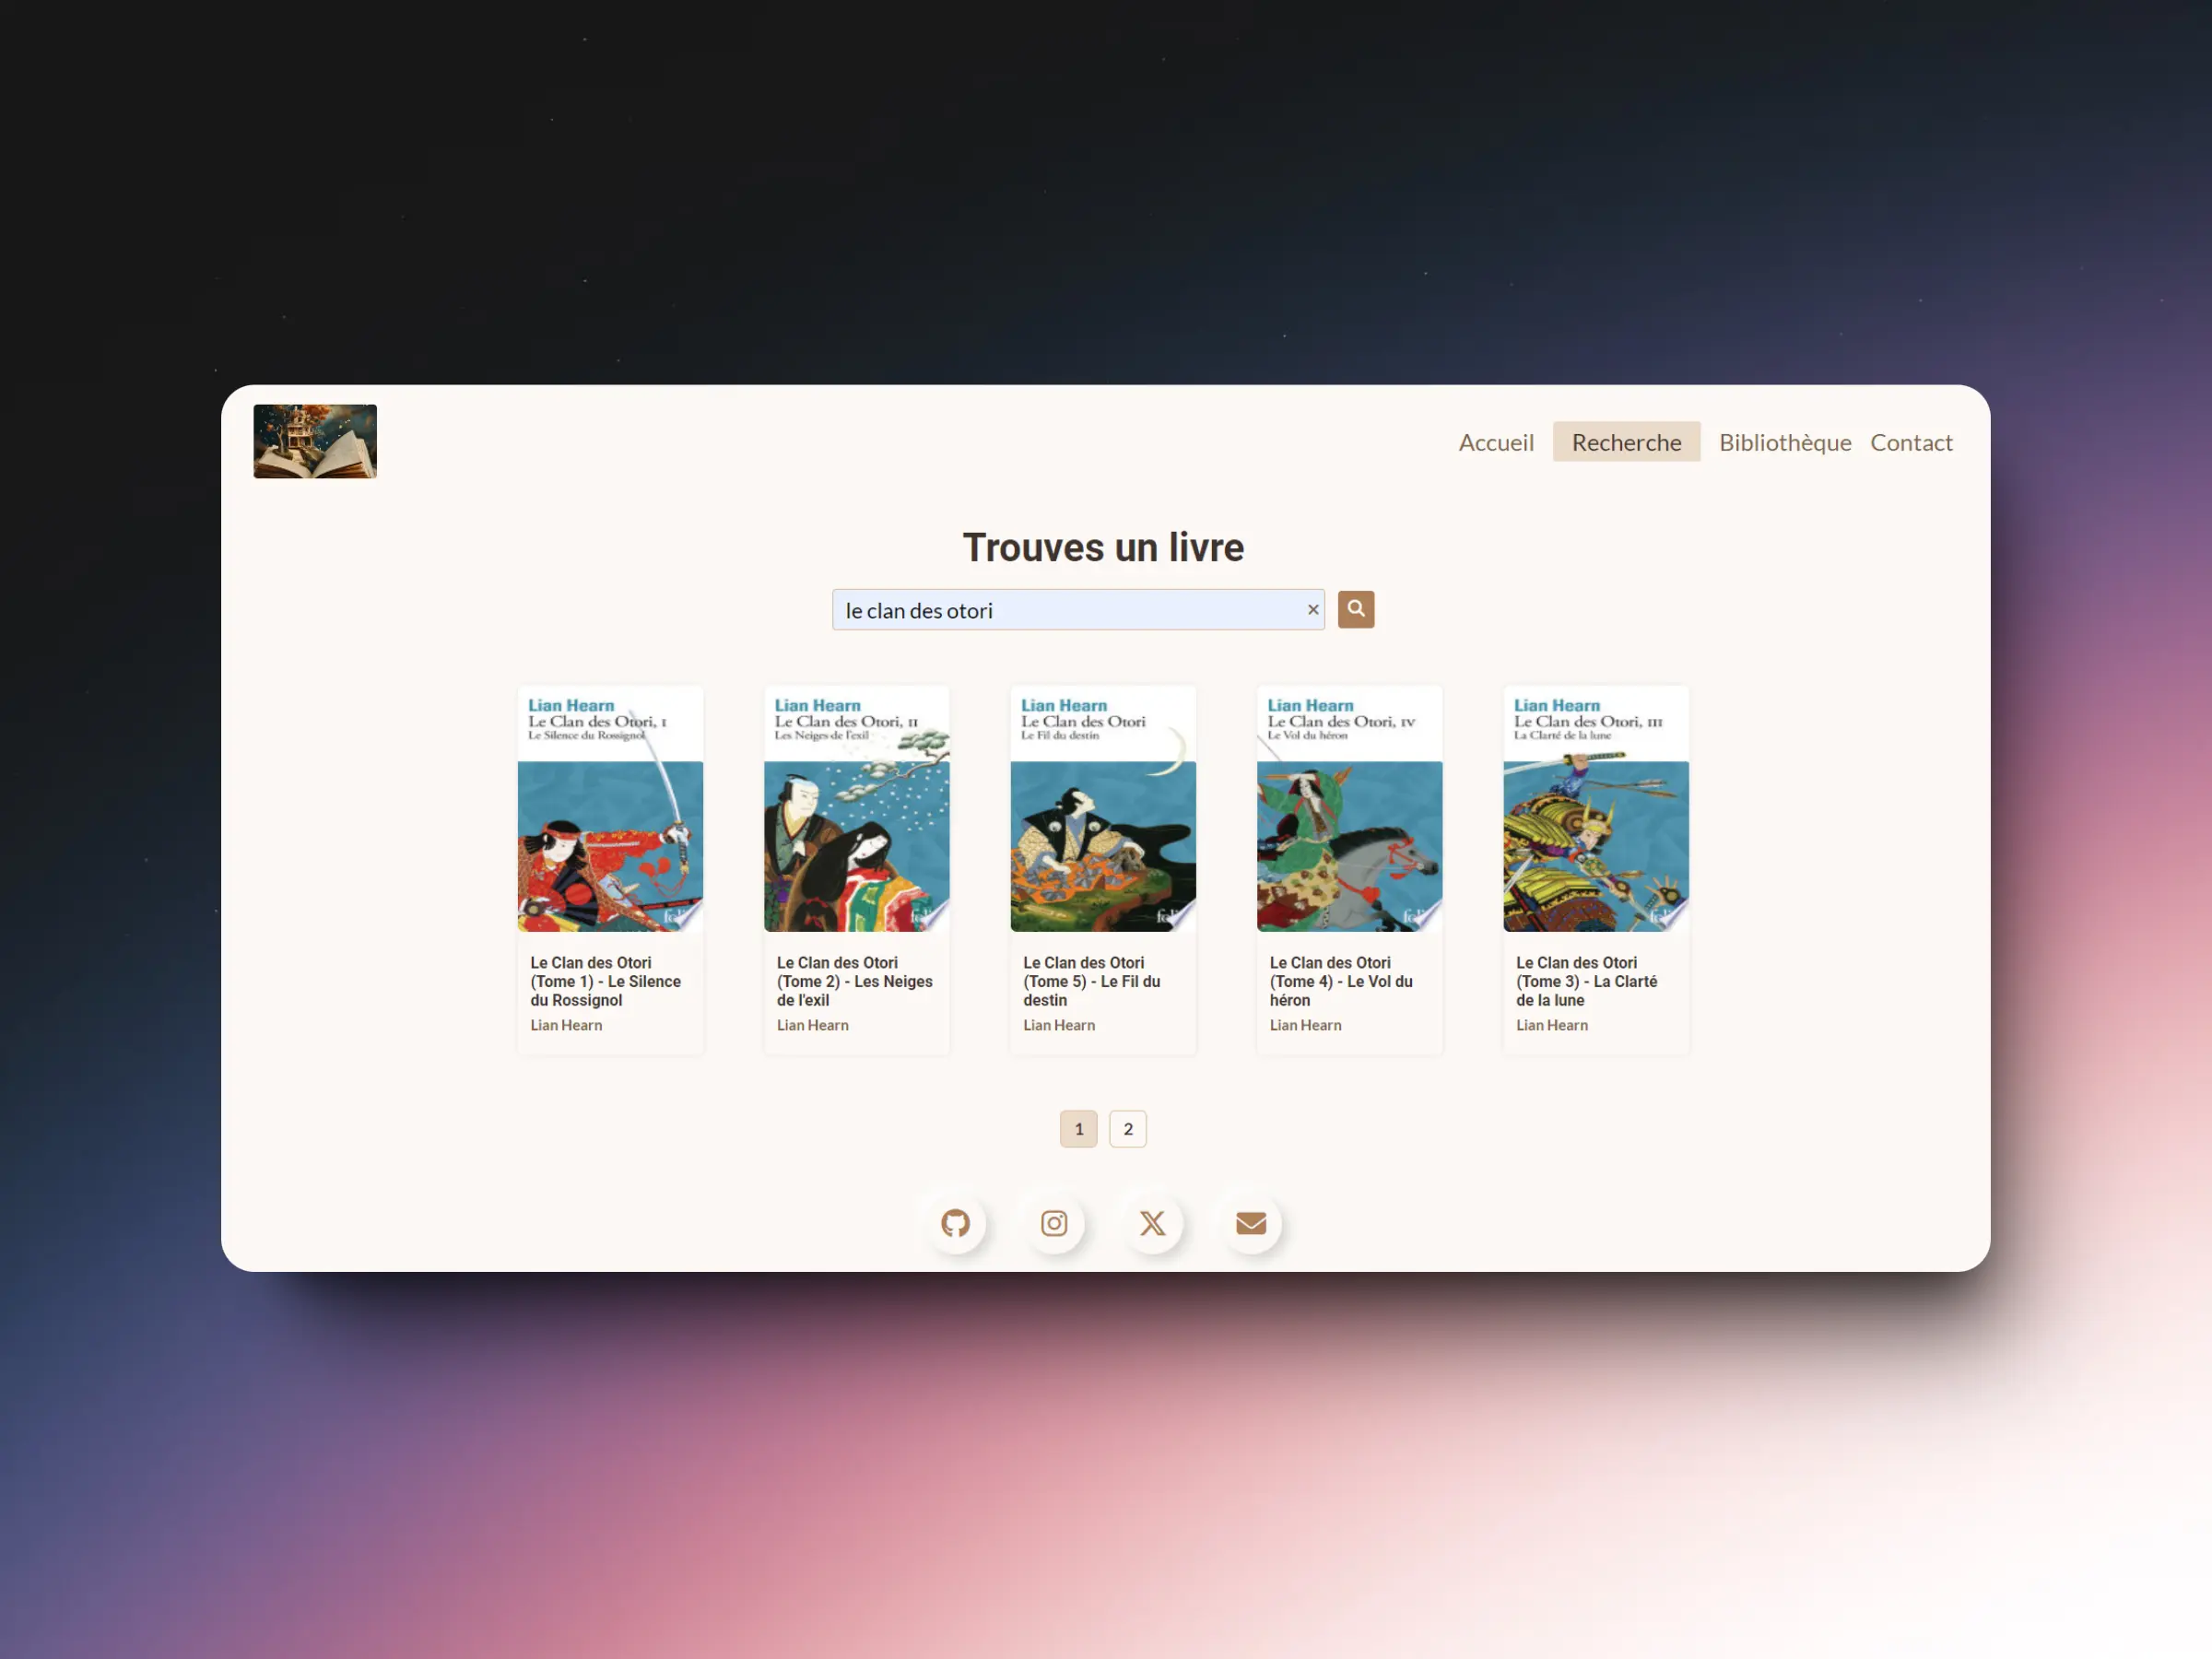 Accueil Recherche Bibliothèque Contact
Trouves un livre
le clan des otori
Lian Hearn
Le Clan des Otori, I
Le Silence du Rossignol
Lian Hearn
Le Clan des Otori, II
Les Neiges de l'exil
Lian Hearn
Le Clan des Otori
Le Fil du destin
Lian Hearn
Le Clan des Otori, IV
Le Vol du héron
Lian Hearn
Le Clan des Otori, III
La Clarté de la lune
Le Clan des Otori
(Tome 1) - Le Silence
du Rossignol
Lian Hearn
Le Clan des Otori
(Tome 2) - Les Neiges
de l'exil
Lian Hearn
Le Clan des Otori
(Tome 5) - Le Fil du
destin
Lian Hearn
Le Clan des Otori
(Tome 4) - Le Vol du
héron
Lian Hearn
Le Clan des Otori
(Tome 3) - La Clarté
de la lune
Lian Hearn
1 2